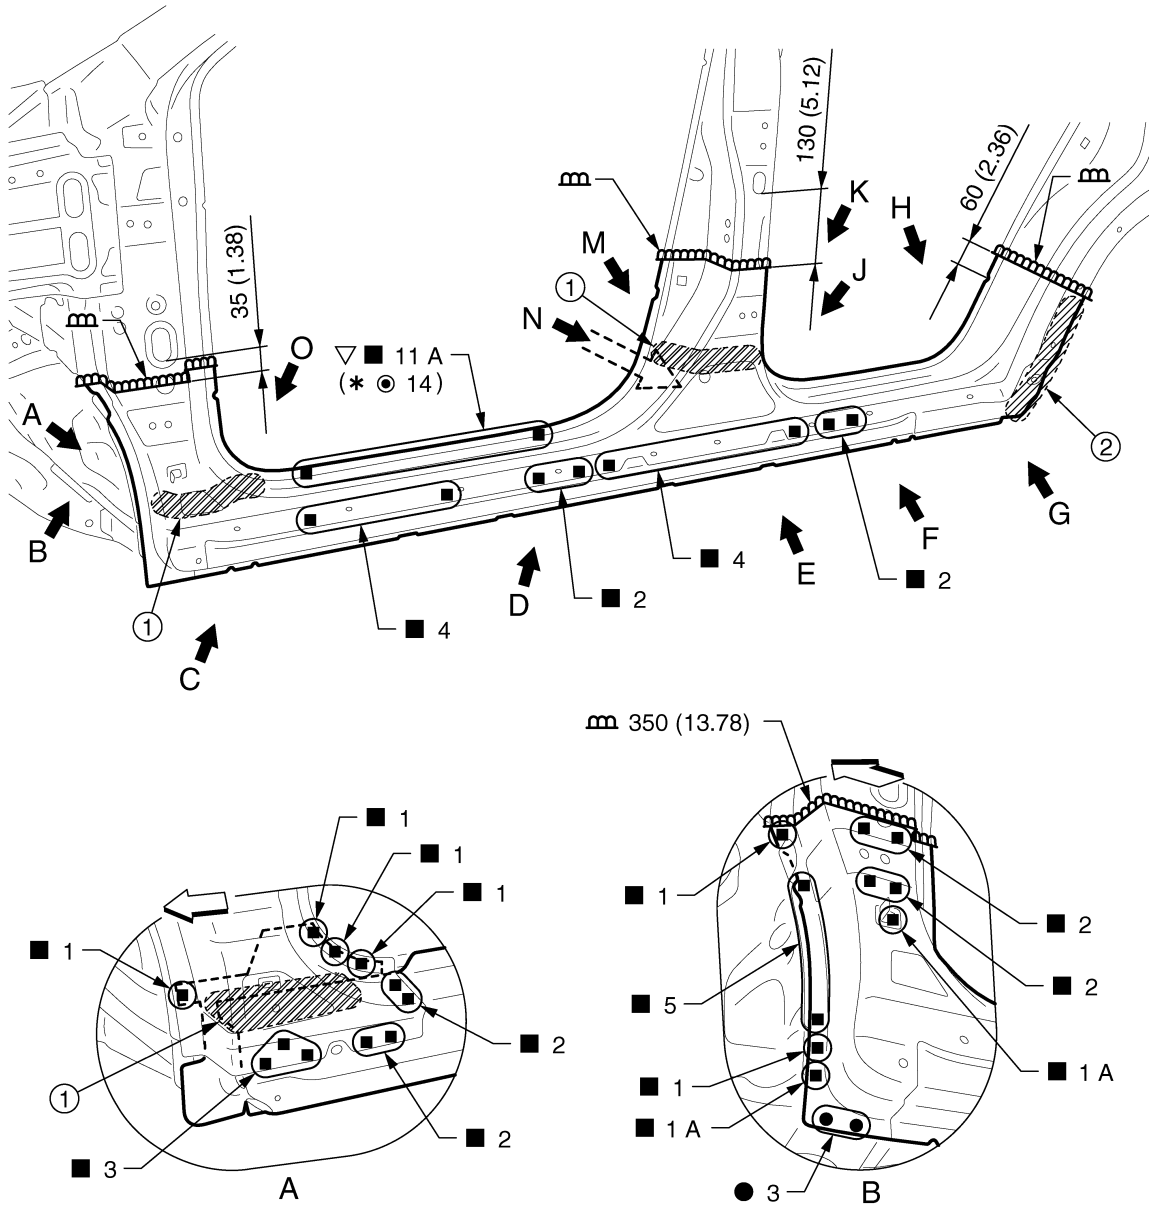 130 (5.12)
60 (2.36)
K
H
M
J
35 (1.38)
1
N
O
▽ ■ 11 A
(＊ ◉ 14)
A
2
B
G
F
E
D
■ 4
■ 2
■ 2
1
■ 4
C
350 (13.78)
■ 1
■ 1
■ 1
■ 1
■ 1
■ 2
■ 2
■ 5
■ 2
■ 1 A
■ 1
1
■ 1 A
■ 2
■ 3
● 3
A
B